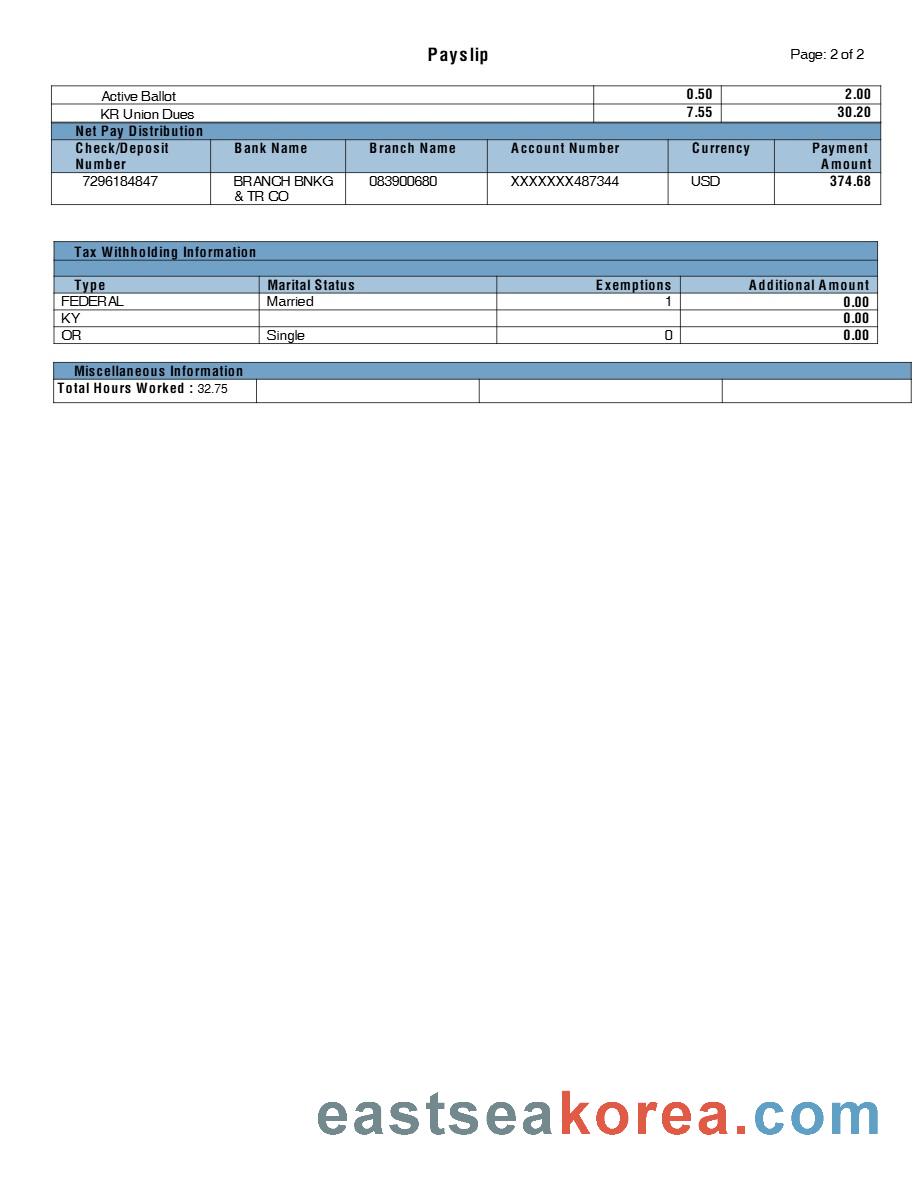 Payslip Page: 2 of 2
Active Ballot 0.50 2.00
KR Union Dues 7.55 30.20
Net Pay Distribution
Check/Deposit Number Bank Name Branch Name Account Number Currency Payment Amount
7296184847 BRANCH BNKG & TR CO 083900680 XXXXXXX487344 USD 374.68
Tax Withholding Information
Type Marital Status Exemptions Additional Amount
FEDERAL Married 1 0.00
KY 0.00
OR Single 0 0.00
Miscellaneous Information
Total Hours Worked : 32.75
eastseakorea.com